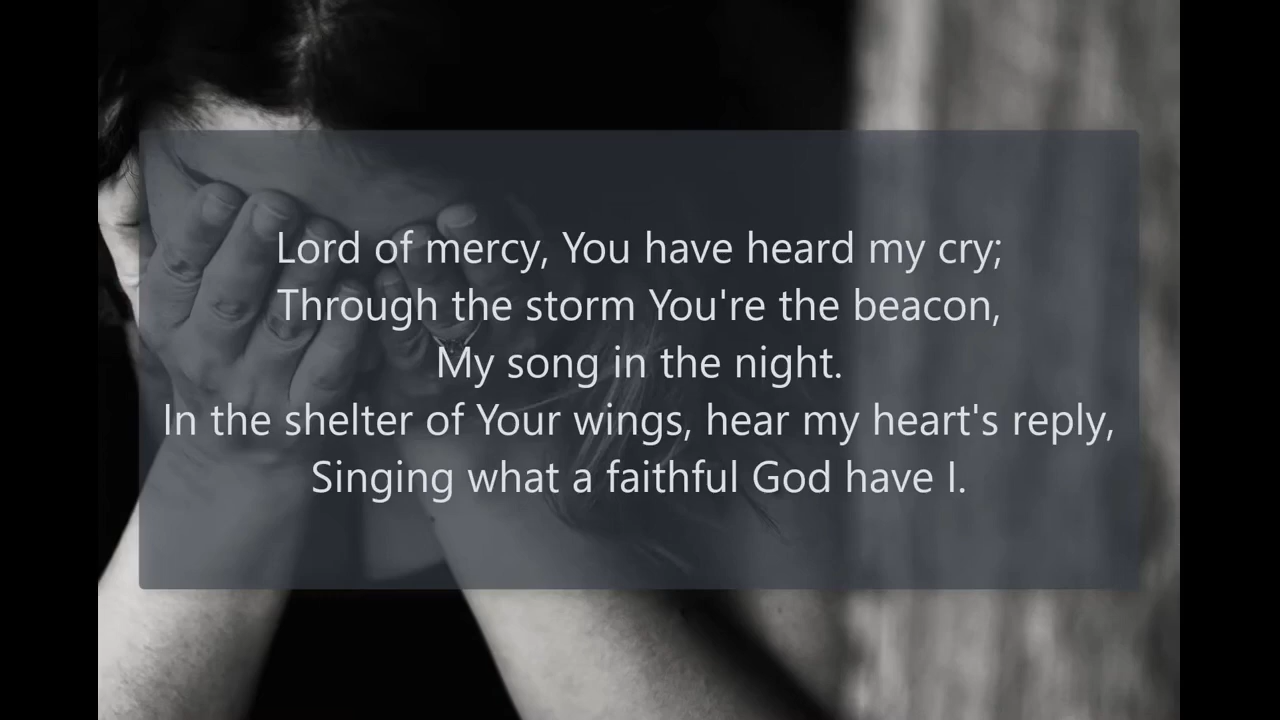 Lord of mercy, You have heard my cry;
Through the storm You're the beacon,
My song in the night.
In the shelter of Your wings, hear my heart's reply,
Singing what a faithful God have I.